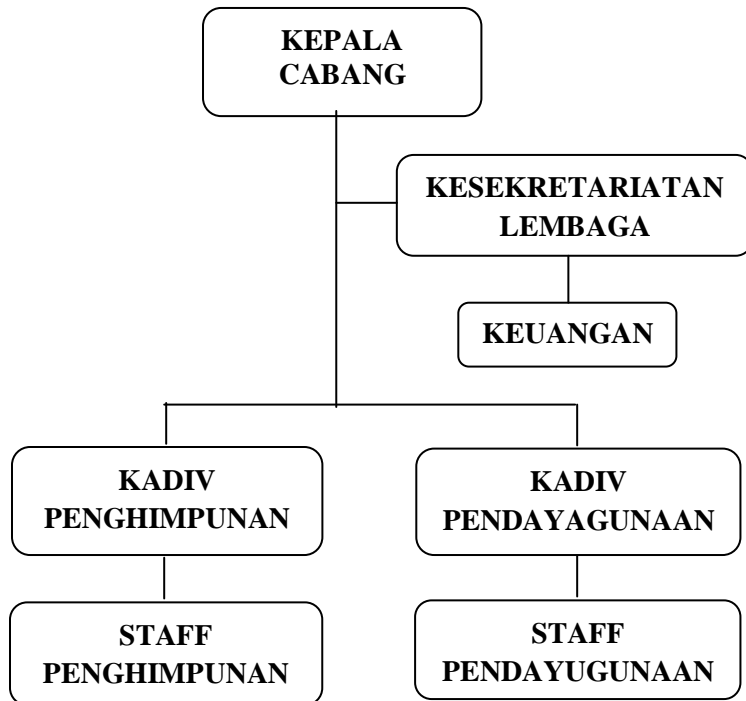 KEPALA
CABANG
KESEKRETARIATAN
LEMBAGA
KEUANGAN
KADIV
PENGHIMPUNAN
KADIV
PENDAYAGUNAAN
STAFF
PENGHIMPUNAN
STAFF
PENDAYUGUNAAN